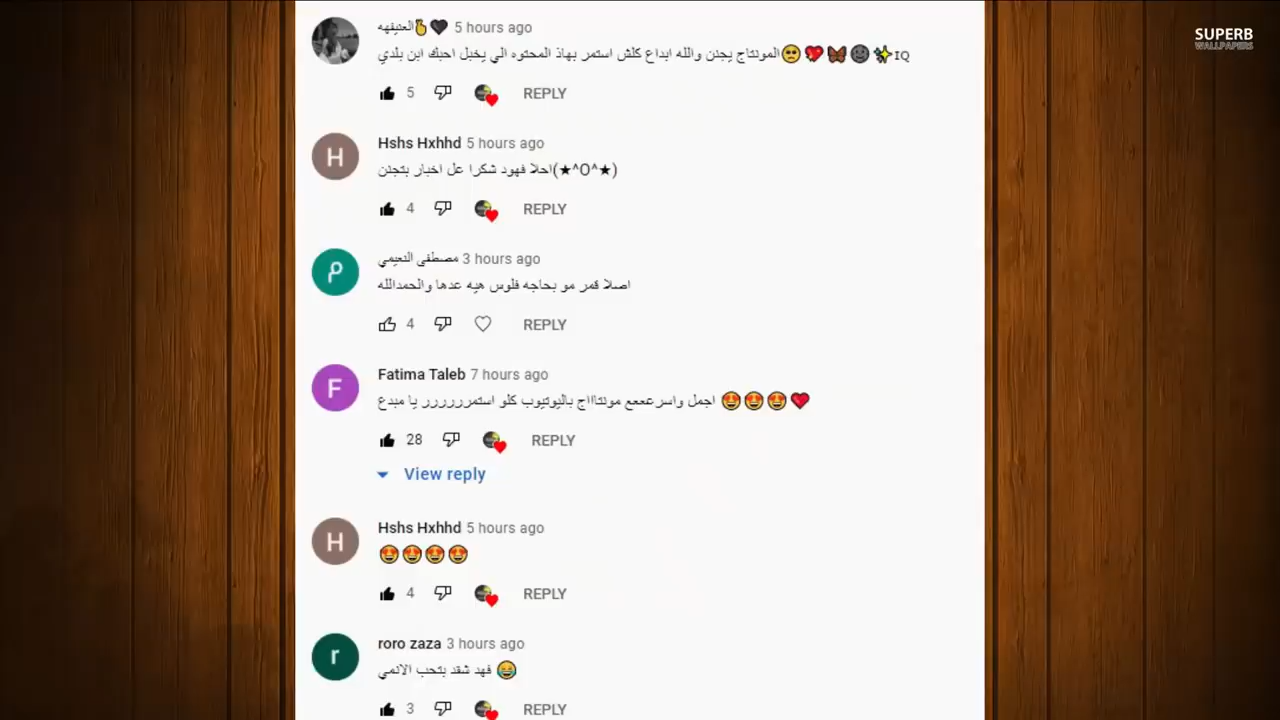 SUPERB
WALLPAPERS
العنيفهه🫰🖤 5 hours ago
المونتاج يجنن والله ابداع كلش استمر بهاذ المحتوه الي يخبل احبك ابن بلدي🥺💖🦋🌚✨IQ
5 REPLY
Hshs Hxhhd 5 hours ago
احلا فهود شكرا عل اخبار بتجنن(★^O^★)
4 REPLY
مصطفى النعيمي 3 hours ago
اصلا قمر مو بحاجه فلوس هيه عدها والحمدالله
4 REPLY
Fatima Taleb 7 hours ago
اجمل واسرعععع مونتاااج باليوتيوب كلو استمررررررر يا مبدع 🤩🤩🤩💖
28 REPLY
View reply
Hshs Hxhhd 5 hours ago
🤩🤩🤩🤩
4 REPLY
roro zaza 3 hours ago
فهد شقد بتحب الانمي 😂
3 REPLY